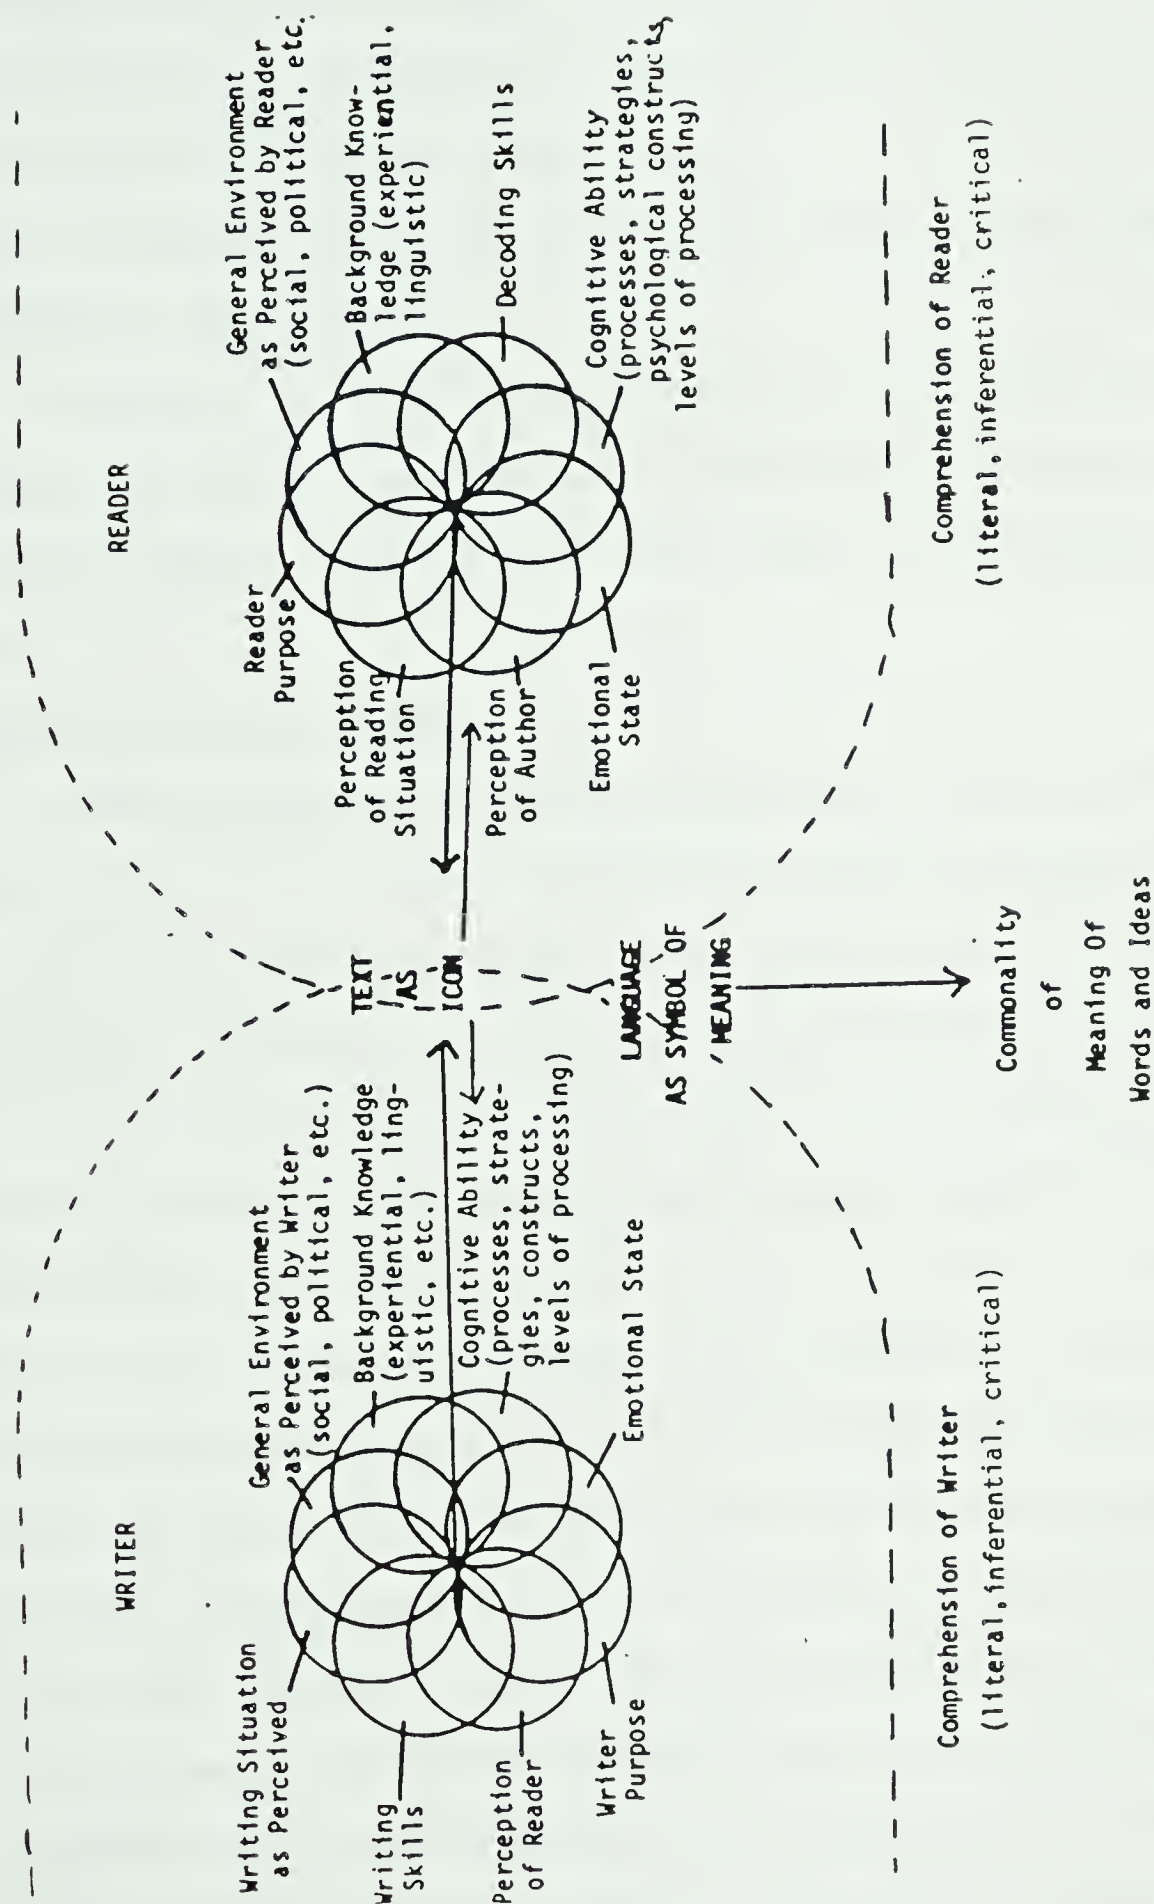 WRITER
Writing Situation
as Perceived
General Environment
as Perceived by Writer
(social, political, etc.)
Background Knowledge
(experiential, ling-
uistic, etc.)
Cognitive Ability
(processes, strate-
gies, constructs,
levels of processing)
Emotional State
Writing
Skills
Perception
of Reader
Writer
Purpose
TEXT
AS
ICON
LANGUAGE
AS SYMBOL OF
MEANING
READER
Reader
Purpose
General Environment
as Perceived by Reader
(social, political, etc.
Background Know-
ledge (experiential,
linguistic)
Decoding Skills
Cognitive Ability
(processes, strategies,
psychological constructs,
levels of processing)
Perception
of Reading
Situation
Perception
of Author
Emotional
State
Comprehension of Writer
(literal, inferential, critical)
Commonality
of
Meaning Of
Words and Ideas
Comprehension of Reader
(literal, inferential, critical)